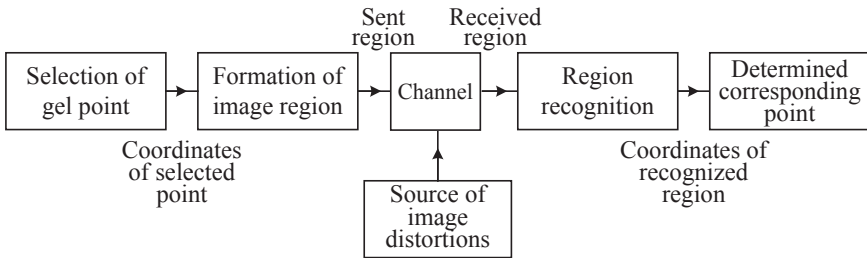 Sent
region
Received
region
Selection of
gel point
Formation of
image region
Channel
Region
recognition
Determined
corresponding
point
Coordinates
of selected
point
Coordinates of
recognized
region
Source of
image
distortions